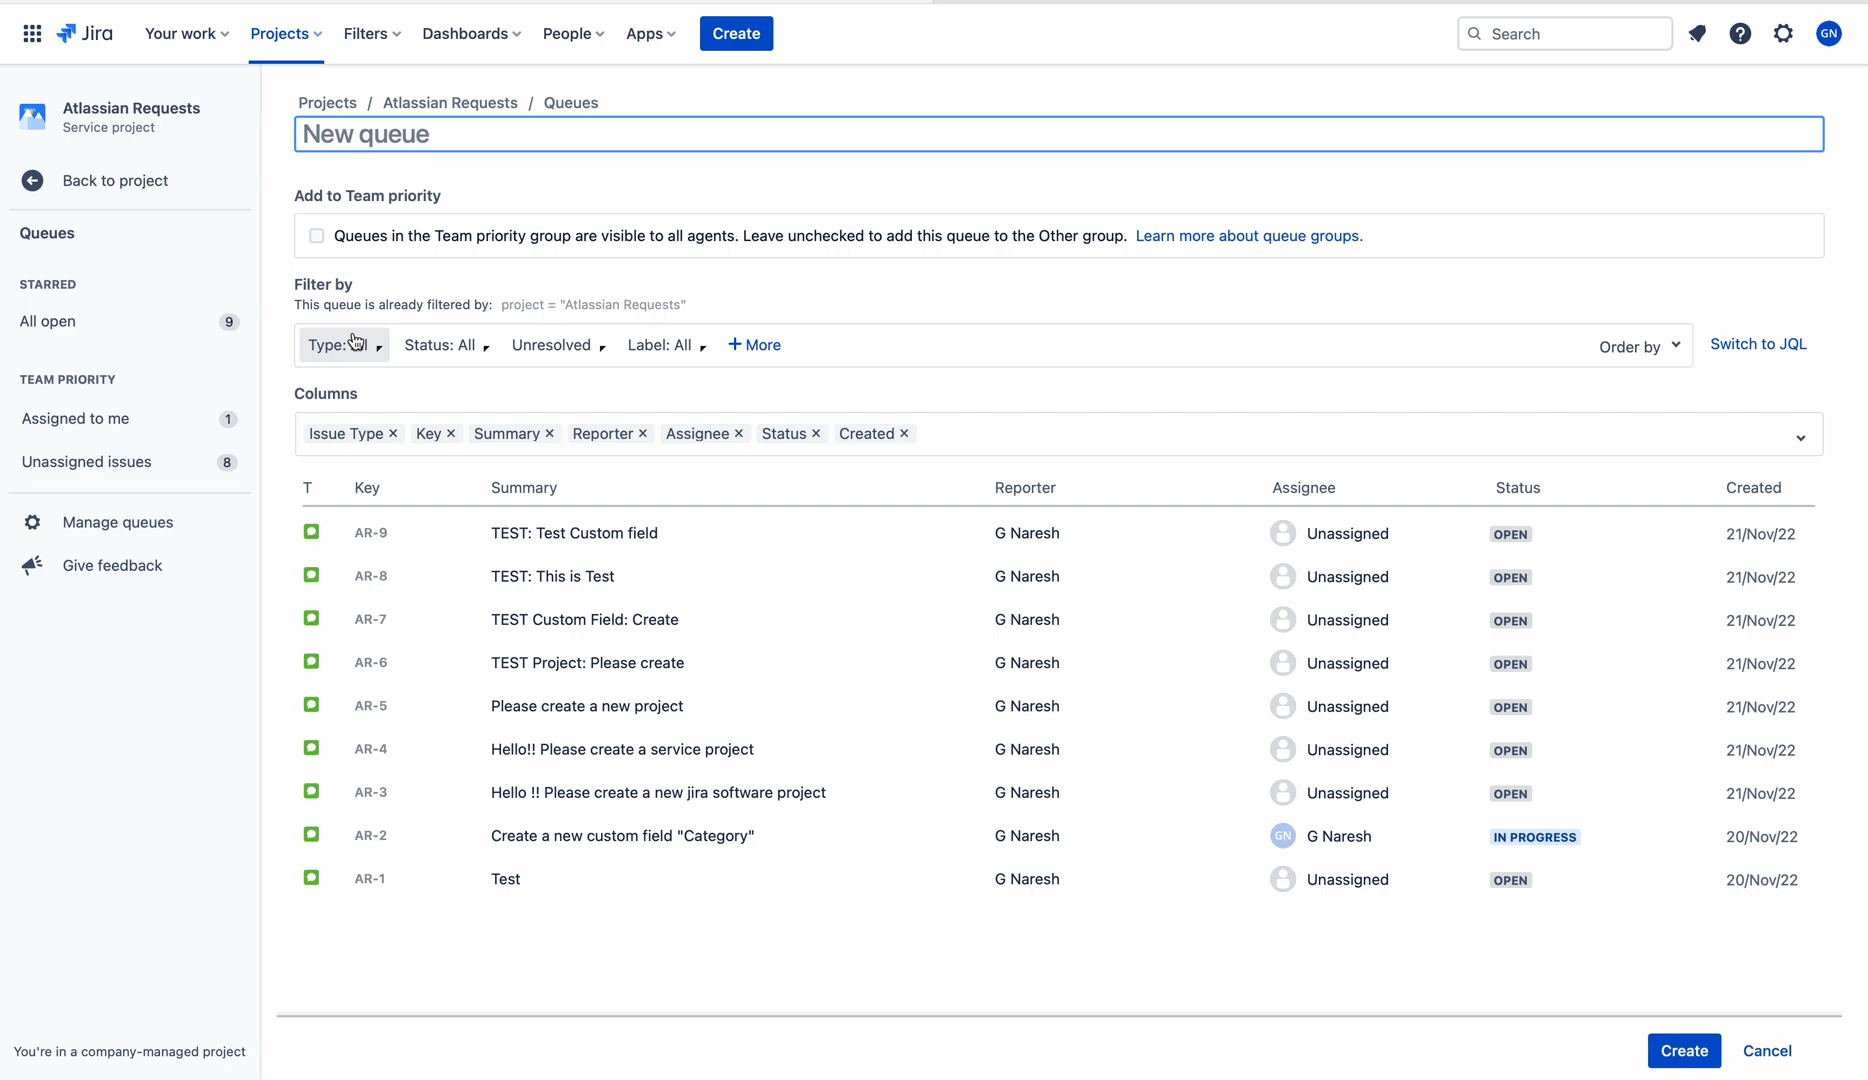 Jira Your work Projects Filters Dashboards People Apps Create Search GN
Atlassian Requests
Service project
Back to project
Queues
STARRED
All open 9
TEAM PRIORITY
Assigned to me 1
Unassigned issues 8
Manage queues
Give feedback
You're in a company-managed project
Projects / Atlassian Requests / Queues
New queue
Add to Team priority
Queues in the Team priority group are visible to all agents. Leave unchecked to add this queue to the Other group. Learn more about queue groups.
Filter by
This queue is already filtered by: project = "Atlassian Requests"
Type: Status: All Unresolved Label: All + More Order by Switch to JQL
Columns
Issue Type × Key × Summary × Reporter × Assignee × Status × Created ×
T Key Summary Reporter Assignee Status Created
AR-9 TEST: Test Custom field G Naresh Unassigned OPEN 21/Nov/22
AR-8 TEST: This is Test G Naresh Unassigned OPEN 21/Nov/22
AR-7 TEST Custom Field: Create G Naresh Unassigned OPEN 21/Nov/22
AR-6 TEST Project: Please create G Naresh Unassigned OPEN 21/Nov/22
AR-5 Please create a new project G Naresh Unassigned OPEN 21/Nov/22
AR-4 Hello!! Please create a service project G Naresh Unassigned OPEN 21/Nov/22
AR-3 Hello !! Please create a new jira software project G Naresh Unassigned OPEN 21/Nov/22
AR-2 Create a new custom field "Category" G Naresh GN G Naresh IN PROGRESS 20/Nov/22
AR-1 Test G Naresh Unassigned OPEN 20/Nov/22
Create Cancel